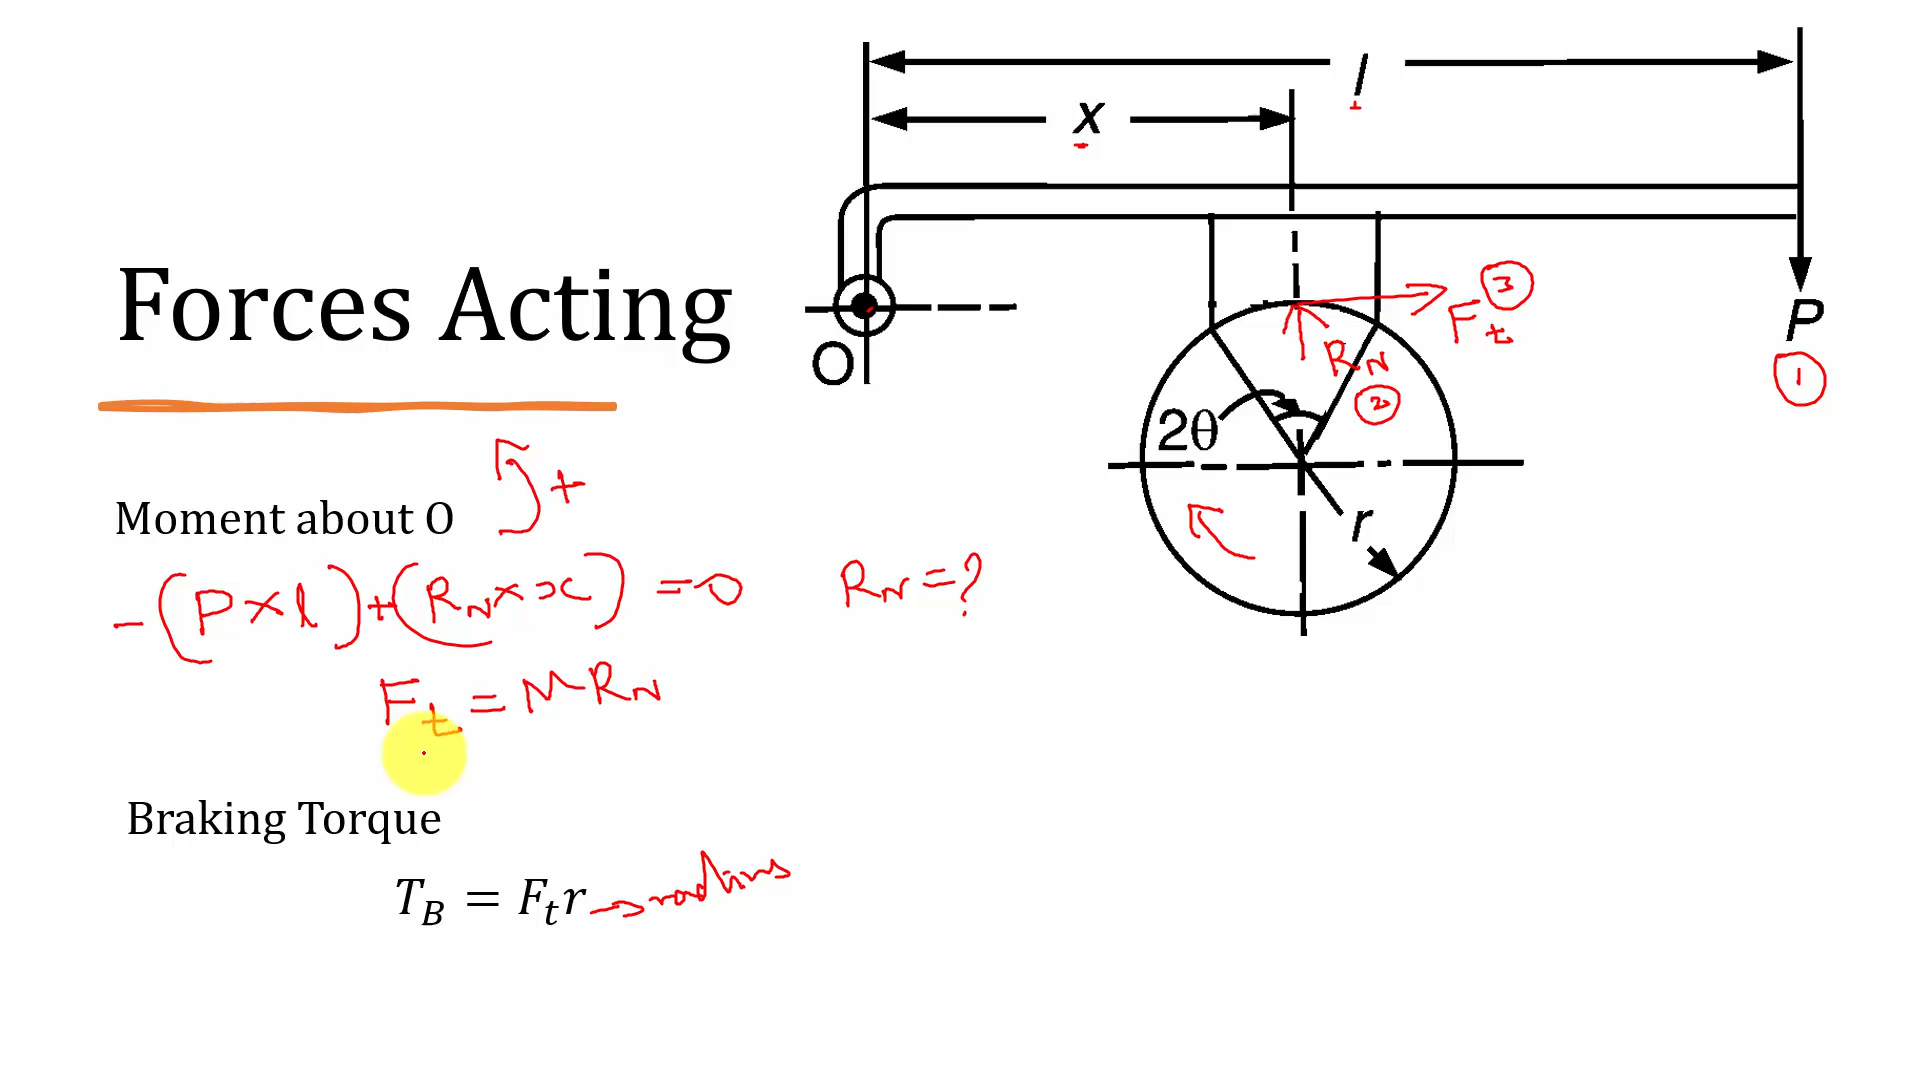 l
x
Forces Acting
O
F_t ③
R_N ②
P
①
2θ
r
Moment about O +
-(P × l) + (R_N × x) = 0
R_N = ?
F_t = μR_N
Braking Torque
T_B = F_t r → radius